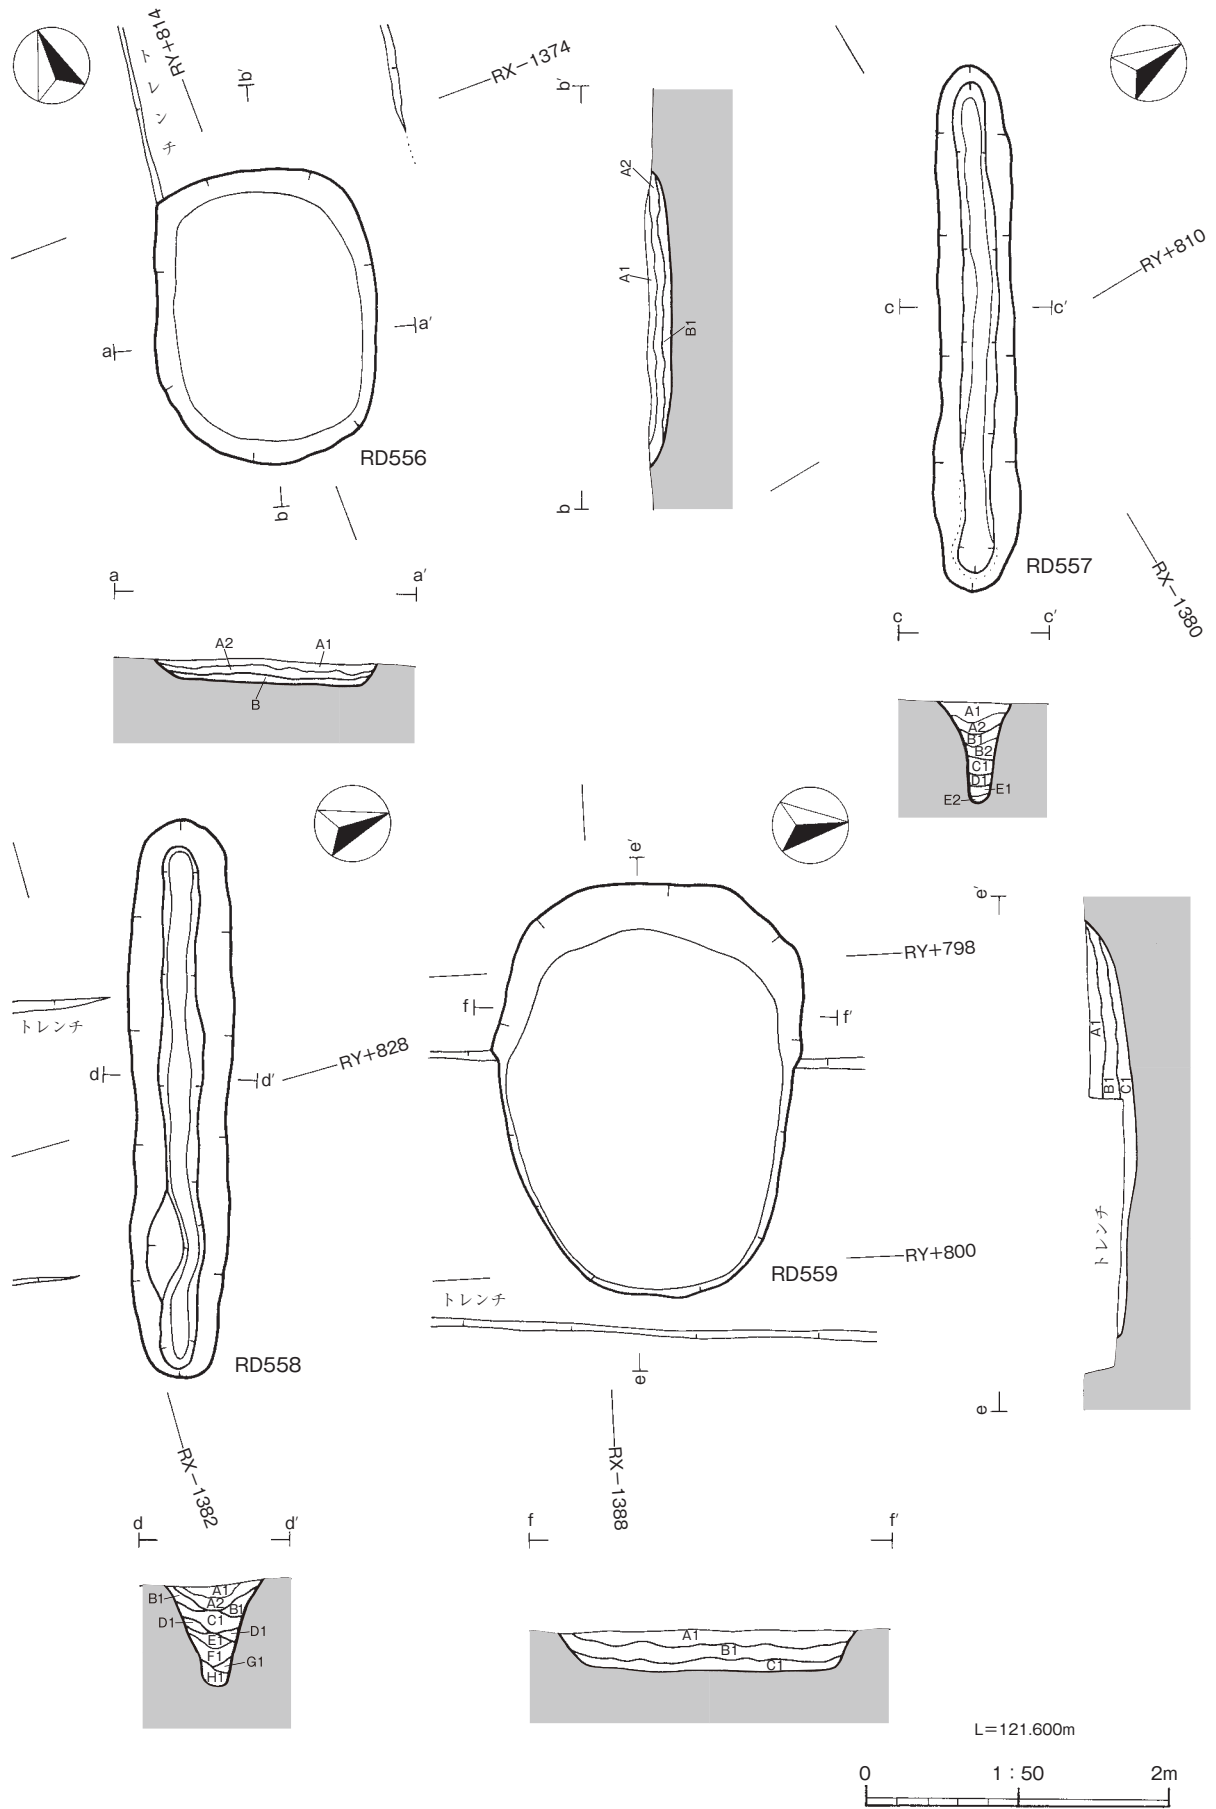 RY+814
トレンチ
b′
RX−1374
a
a′
b
RD556
b′
A2
A1
B1
b
RY+810
c
c′
RD557
RX−1380
a
a′
A2
A1
B
c
c′
A1
A2
B1
B2
C1
D1
E1
E2
トレンチ
d
d′
RY+828
RD558
RX−1382
e′
RY+798
f
f′
RY+800
RD559
トレンチ
e
RX−1388
e′
A1
B1
C1
トレンチ
e
d
d′
A1
B1
A2
B1
C1
D1
D1
E1
F1
G1
H1
f
f′
A1
B1
C1
L=121.600m
0 1:50 2m